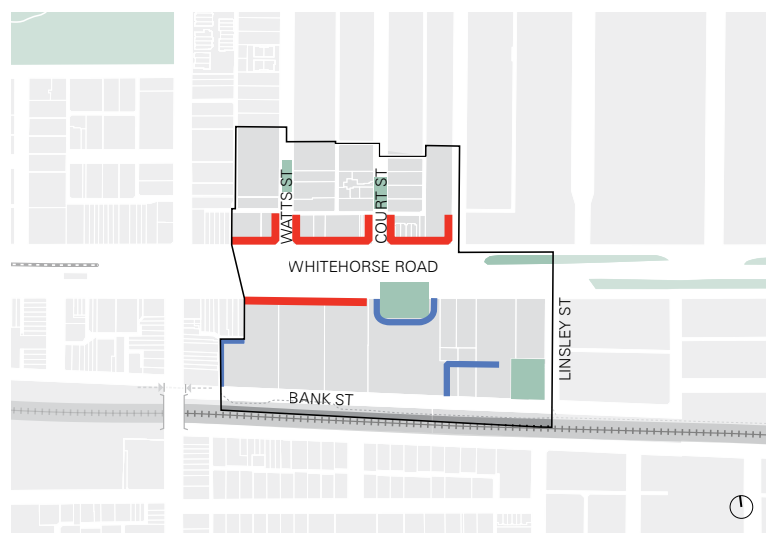 WATTS ST
COURT ST
WHITEHORSE ROAD
LINSLEY ST
BANK ST